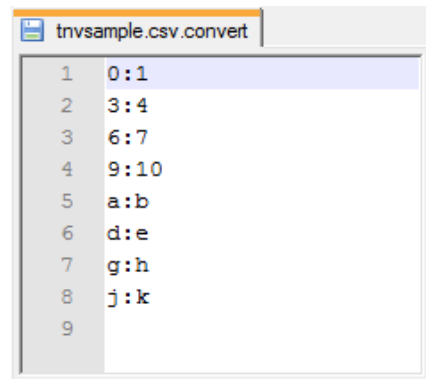 tnvsample.csv.convert
1 0:1
2 3:4
3 6:7
4 9:10
5 a:b
6 d:e
7 g:h
8 j:k
9